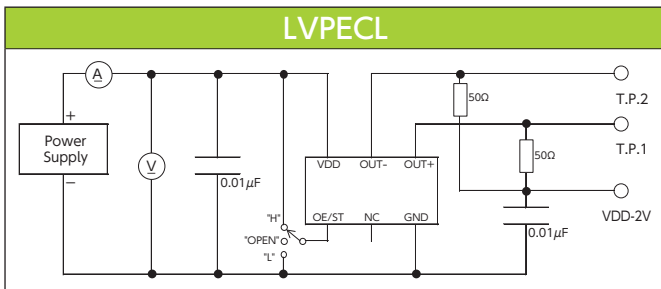 LVPECL
A
50Ω
T.P.2
+
Power
Supply
−
V
0.01μF
VDD OUT- OUT+
50Ω
T.P.1
OE/ST NC GND
"H"
"OPEN"
"L"
VDD-2V
0.01μF